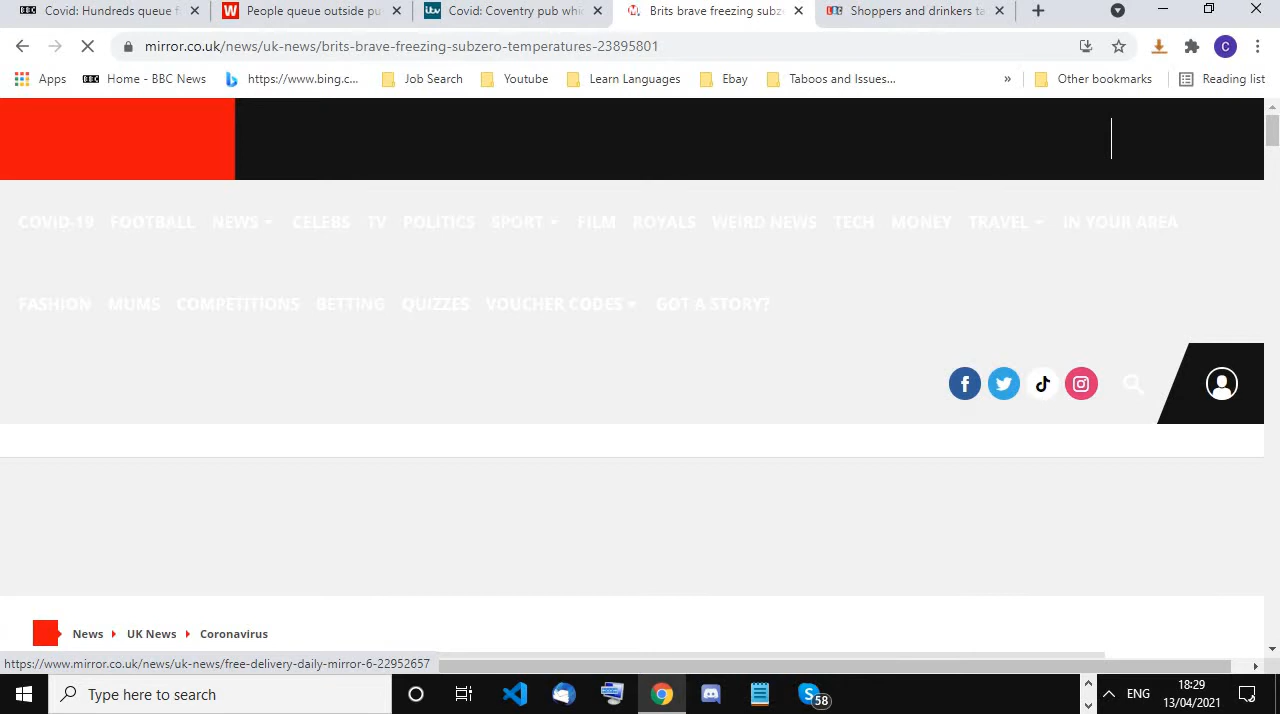 Covid: Hundreds queue f
People queue outside pu
Covid: Coventry pub whic
Brits brave freezing subze
Shoppers and drinkers ta
mirror.co.uk/news/uk-news/brits-brave-freezing-subzero-temperatures-23895801
C
Apps
BBC
Home - BBC News
https://www.bing.c...
Job Search
Youtube
Learn Languages
Ebay
Taboos and Issues...
»
Other bookmarks
Reading list
COVID-19 FOOTBALL NEWS CELEBS TV POLITICS SPORT FILM ROYALS WEIRD NEWS TECH MONEY TRAVEL IN YOUR AREA
FASHION MUMS COMPETITIONS BETTING QUIZZES VOUCHER CODES GOT A STORY?
News UK News Coronavirus
https://www.mirror.co.uk/news/uk-news/free-delivery-daily-mirror-6-22952657
Type here to search
58
ENG
18:29
13/04/2021